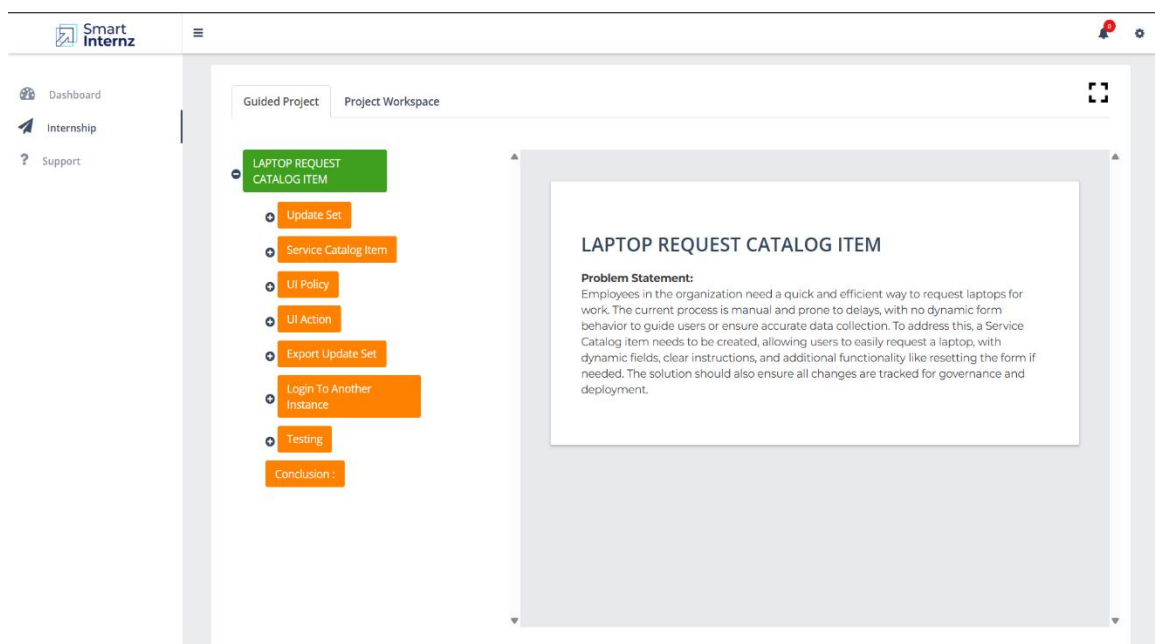 Smart
Internz
0
Dashboard
Internship
Support
Guided Project
Project Workspace
LAPTOP REQUEST
CATALOG ITEM
Update Set
Service Catalog Item
UI Policy
UI Action
Export Update Set
Login To Another
Instance
Testing
Conclusion :
LAPTOP REQUEST CATALOG ITEM
Problem Statement:
Employees in the organization need a quick and efficient way to request laptops for
work. The current process is manual and prone to delays, with no dynamic form
behavior to guide users or ensure accurate data collection. To address this, a Service
Catalog item needs to be created, allowing users to easily request a laptop, with
dynamic fields, clear instructions, and additional functionality like resetting the form if
needed. The solution should also ensure all changes are tracked for governance and
deployment.